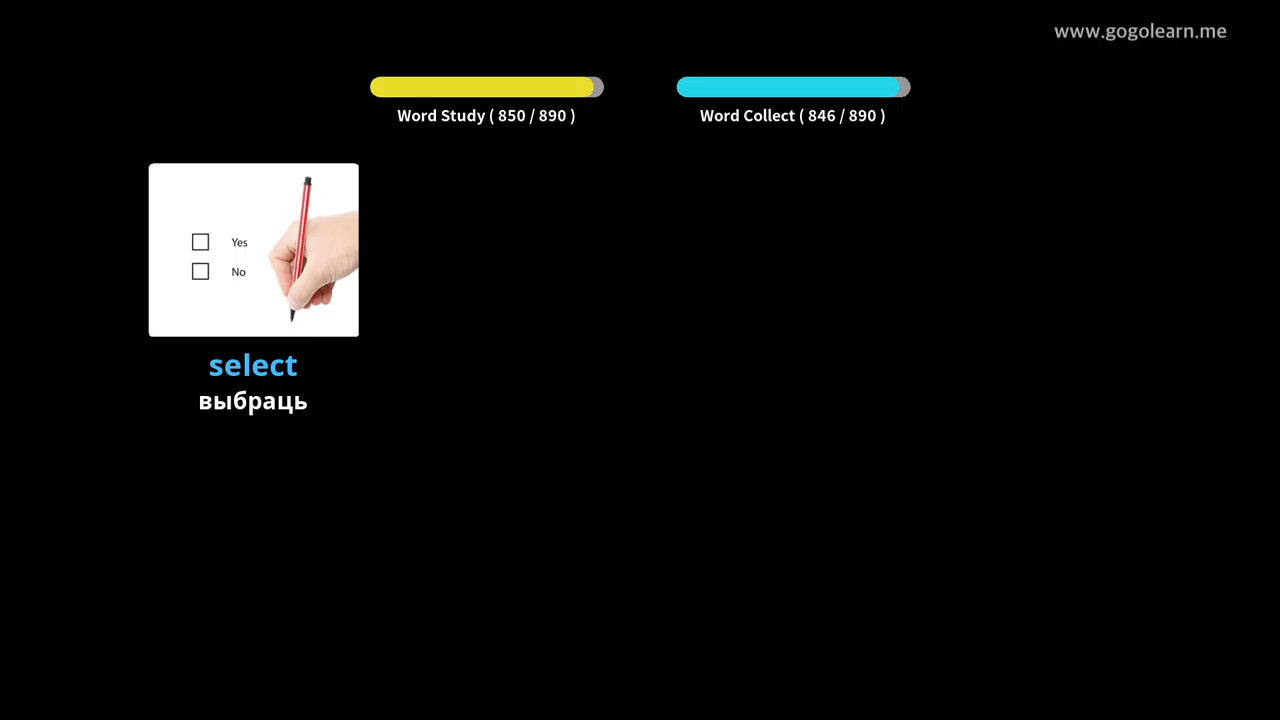 www.gogolearn.me
Word Study ( 850 / 890 )
Word Collect ( 846 / 890 )
Yes
No
select
выбраць